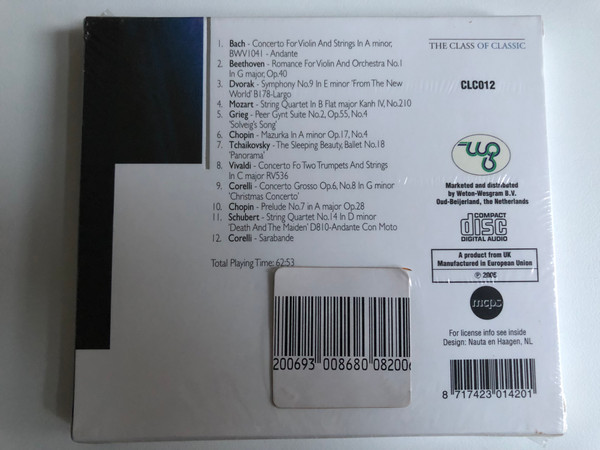 1. Bach - Concerto For Violin And Strings In A minor,
BWV1041 - Andante
2. Beethoven - Romance For Violin And Orchestra No.1
In G major, Op.40
3. Dvorak - Symphony No.9 In E minor 'From The New
World' B178-Largo
4. Mozart - String Quartet In B Flat major Kanh IV, No.210
5. Grieg - Peer Gynt Suite No.2, Op.55, No.4
'Solveig's Song'
6. Chopin - Mazurka In A minor Op.17, No.4
7. Tchaikovsky - The Sleeping Beauty, Ballet No.18
'Panorama'
8. Vivaldi - Concerto Fo Two Trumpets And Strings
In C major RV536
9. Corelli - Concerto Grosso Op.6, No.8 In G minor
'Christmas Concerto'
10. Chopin - Prelude No.7 in A major Op.28
11. Schubert - String Quartet No.14 In D minor
'Death And The Maiden' D810-Andante Con Moto
12. Corelli - Sarabande
Total Playing Time: 62:53
200693 008680 08200
THE CLASS OF CLASSIC
CLC012
wg
Marketed and distributed
by Weton-Wesgram B.V.
Oud-Beijerland, the Netherlands
COMPACT
disc
DIGITAL AUDIO
A product from UK
Manufactured in European Union
℗ 2005
mcps
For license info see inside
Design: Nauta en Haagen, NL
8 717423 014201